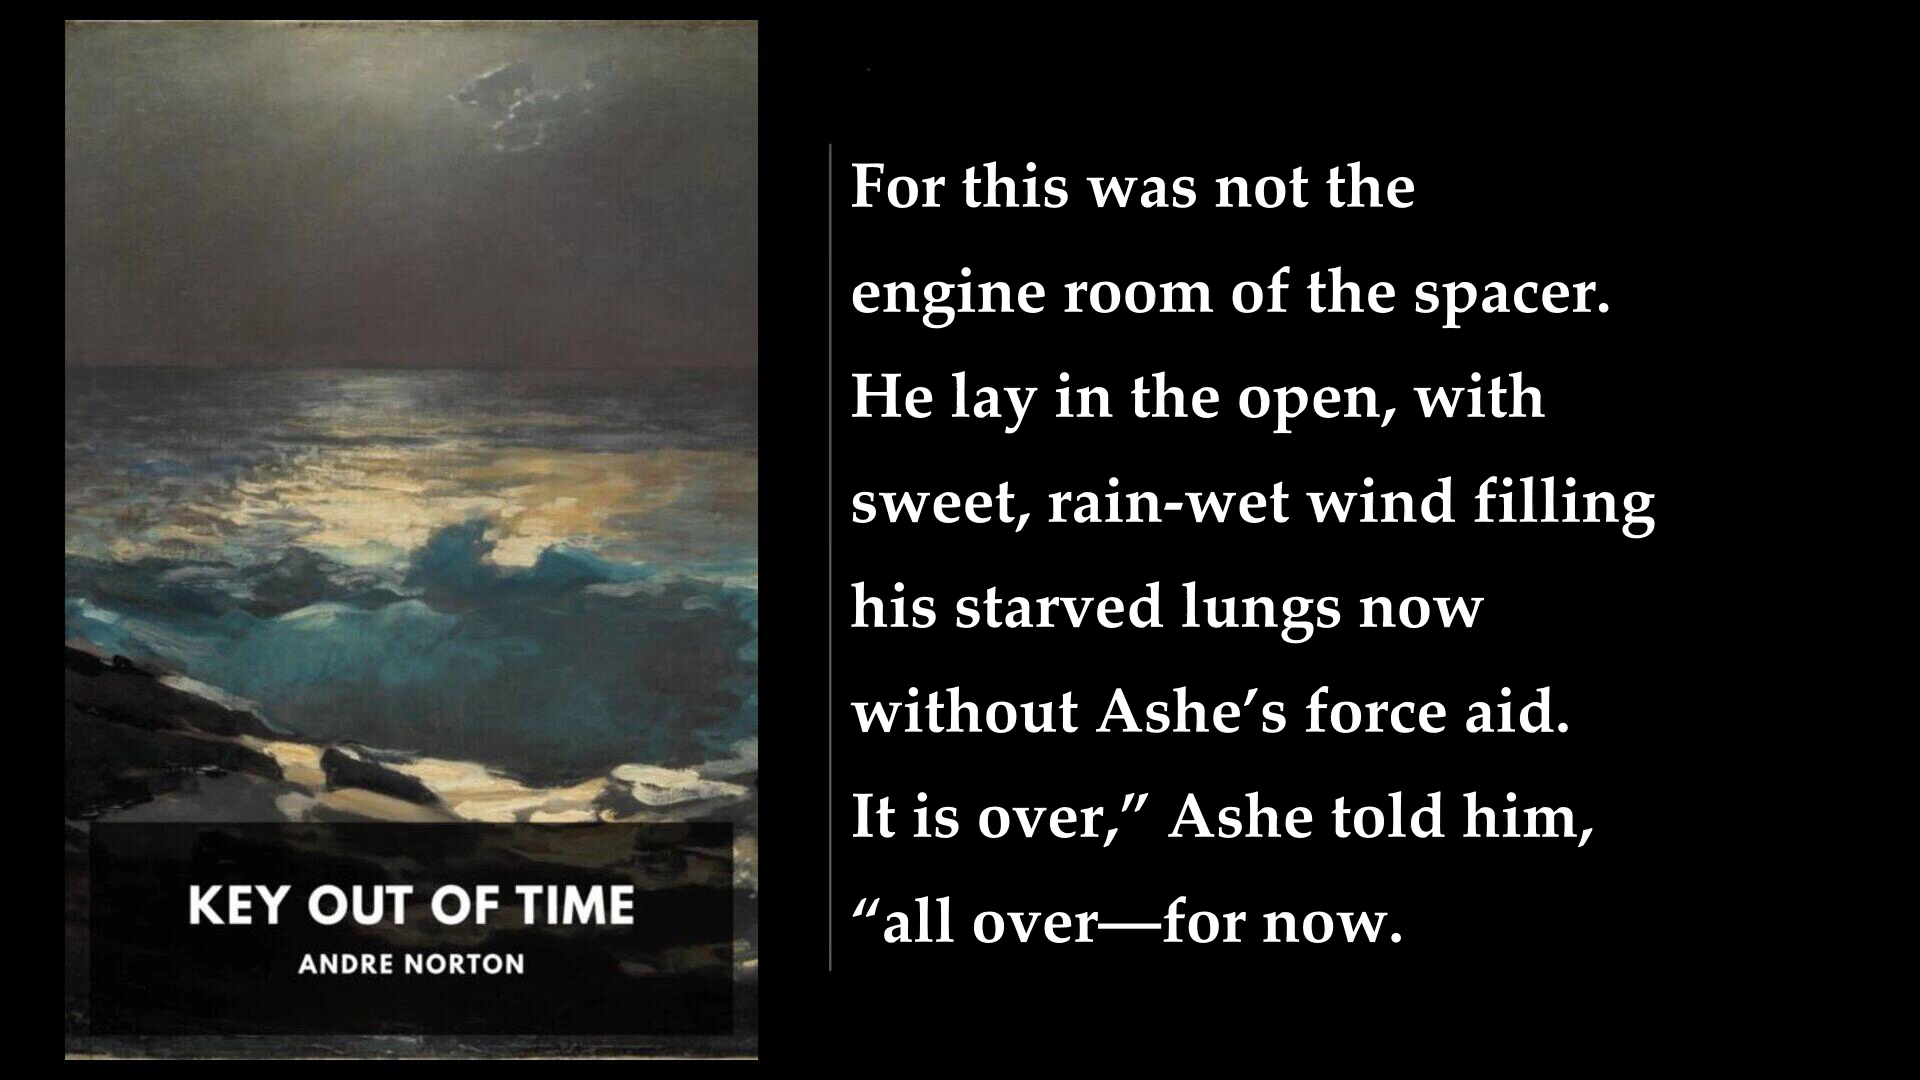 KEY OUT OF TIME
ANDRE NORTON
For this was not the
engine room of the spacer.
He lay in the open, with
sweet, rain-wet wind filling
his starved lungs now
without Ashe’s force aid.
It is over,” Ashe told him,
“all over—for now.